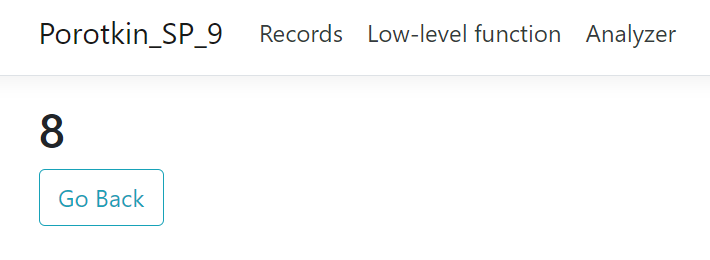 Porotkin_SP_9 Records Low-level function Analyzer
8
Go Back